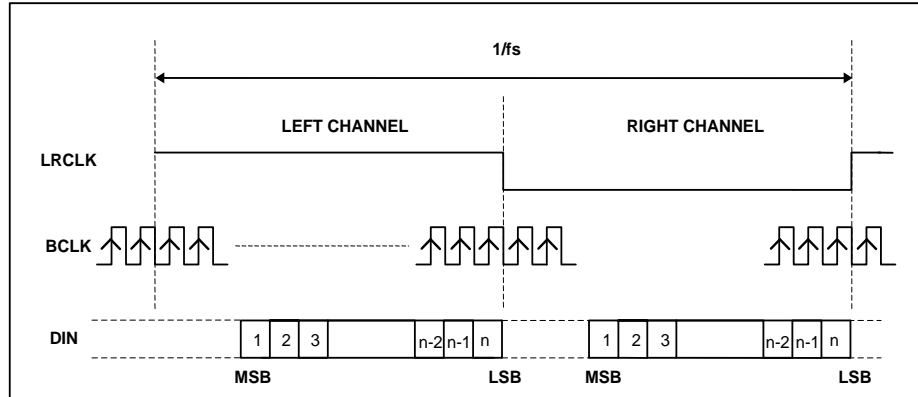 1/fs
LEFT CHANNEL RIGHT CHANNEL
LRCLK
BCLK
DIN 1 2 3 n-2 n-1 n 1 2 3 n-2 n-1 n
MSB LSB MSB LSB